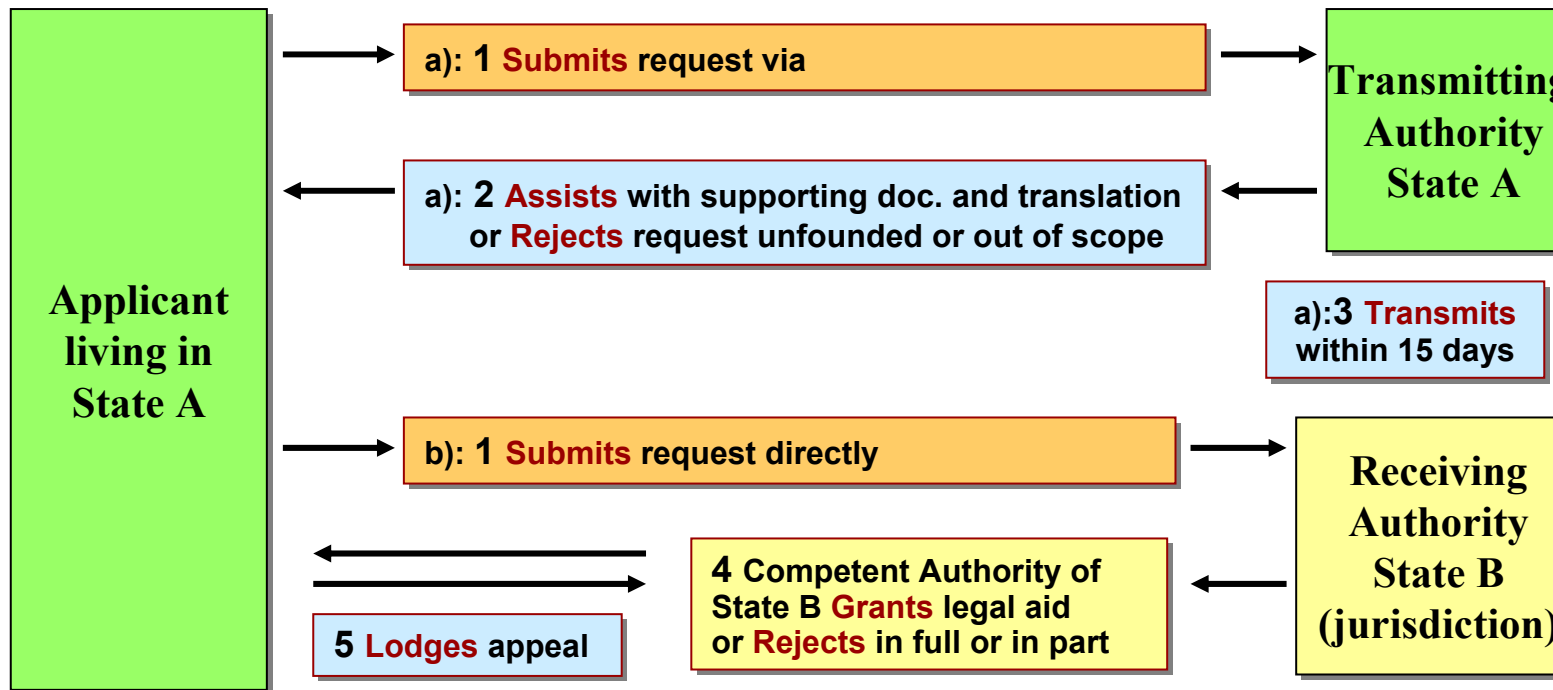 a): 1 Submits request via
Transmitting
Authority
State A
a): 2 Assists with supporting doc. and translation
or Rejects request unfounded or out of scope
Applicant
living in
State A
a):3 Transmits
within 15 days
b): 1 Submits request directly
Receiving
Authority
State B
(jurisdiction)
4 Competent Authority of
State B Grants legal aid
or Rejects in full or in part
5 Lodges appeal